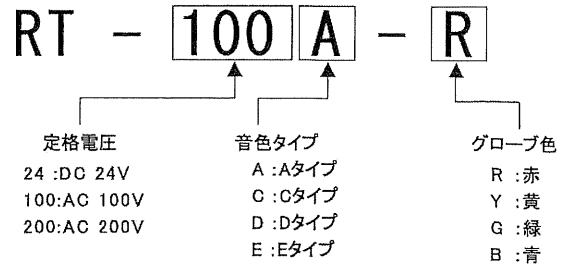 RT - 100 A - R
定格電圧
24 :DC 24V
100:AC 100V
200:AC 200V
音色タイプ
A :Aタイプ
C :Cタイプ
D :Dタイプ
E :Eタイプ
グローブ色
R :赤
Y :黄
G :緑
B :青